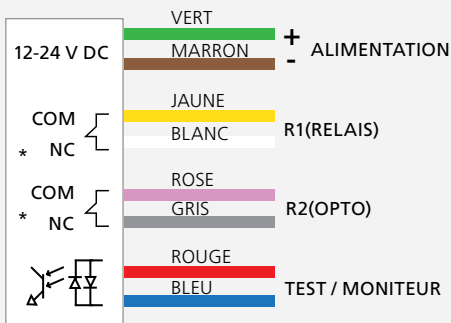 VERT
12-24 V DC
+
MARRON
-
ALIMENTATION
JAUNE
COM
BLANC
R1(RELAIS)
* NC
ROSE
COM
GRIS
R2(OPTO)
* NC
ROUGE
BLEU
TEST / MONITEUR